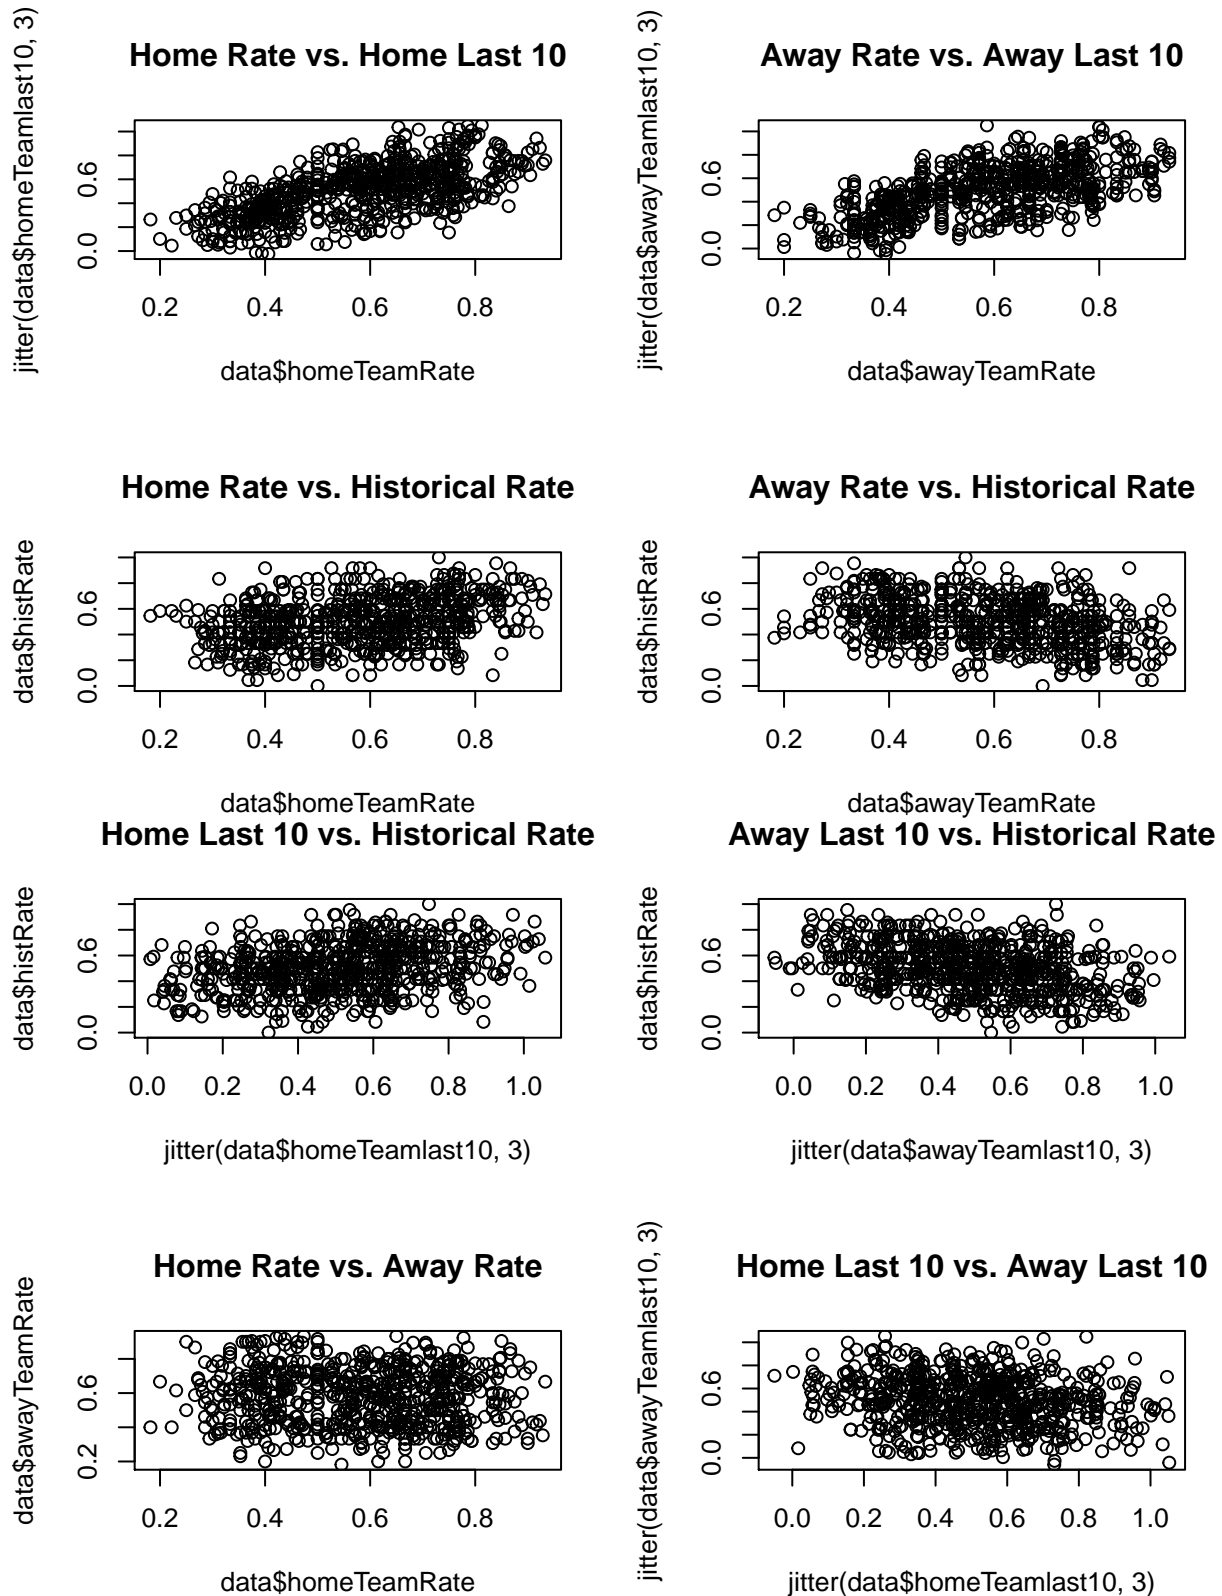 Home Rate vs. Home Last 10
jitter(data$homeTeamlast10, 3)
0.6
0.0
0.2 0.4 0.6 0.8
data$homeTeamRate
Away Rate vs. Away Last 10
jitter(data$awayTeamlast10, 3)
0.6
0.0
0.2 0.4 0.6 0.8
data$awayTeamRate
Home Rate vs. Historical Rate
data$histRate
0.6
0.0
0.2 0.4 0.6 0.8
data$homeTeamRate
Away Rate vs. Historical Rate
data$histRate
0.6
0.0
0.2 0.4 0.6 0.8
data$awayTeamRate
Home Last 10 vs. Historical Rate
data$histRate
0.6
0.0
0.0 0.2 0.4 0.6 0.8 1.0
jitter(data$homeTeamlast10, 3)
Away Last 10 vs. Historical Rate
data$histRate
0.6
0.0
0.0 0.2 0.4 0.6 0.8 1.0
jitter(data$awayTeamlast10, 3)
Home Rate vs. Away Rate
data$awayTeamRate
0.6
0.2
0.2 0.4 0.6 0.8
data$homeTeamRate
Home Last 10 vs. Away Last 10
jitter(data$awayTeamlast10, 3)
0.6
0.0
0.0 0.2 0.4 0.6 0.8 1.0
jitter(data$homeTeamlast10, 3)